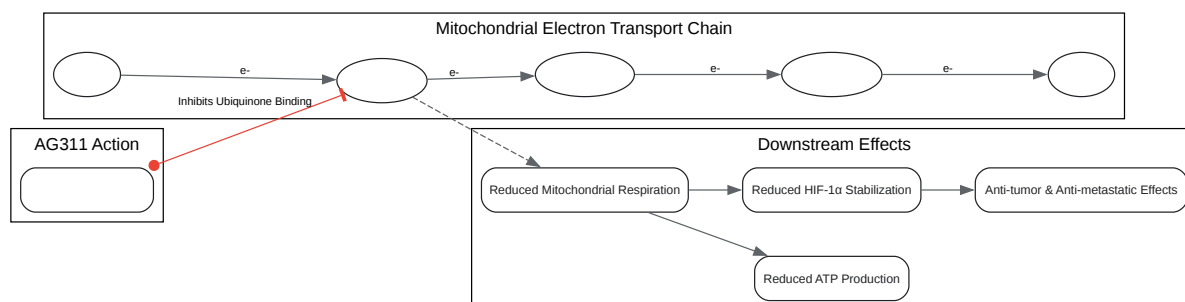 Mitochondrial Electron Transport Chain
e-
e-
e-
e-
Inhibits Ubiquinone Binding
AG311 Action
Downstream Effects
Reduced Mitochondrial Respiration
Reduced HIF-1α Stabilization
Anti-tumor & Anti-metastatic Effects
Reduced ATP Production